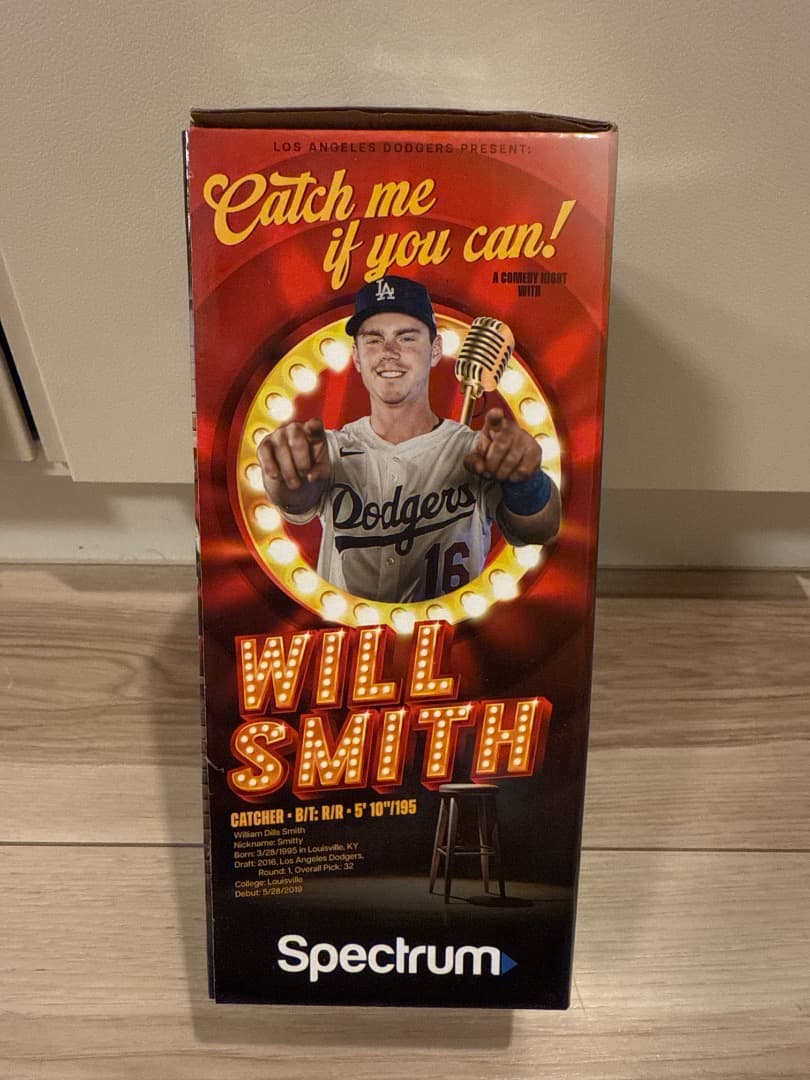 LOS ANGELES DODGERS PRESENT:
Catch me
if you can!
A COMEDY NIGHT
WITH
LA
Dodgers
16
WILL
SMITH
CATCHER • B/T: R/R • 5' 10"/195
William Dills Smith
Nickname: Smitty
Born: 3/28/1995 in Louisville, KY
Draft: 2016, Los Angeles Dodgers,
Round: 1, Overall Pick: 32
College: Louisville
Debut: 5/28/2019
Spectrum